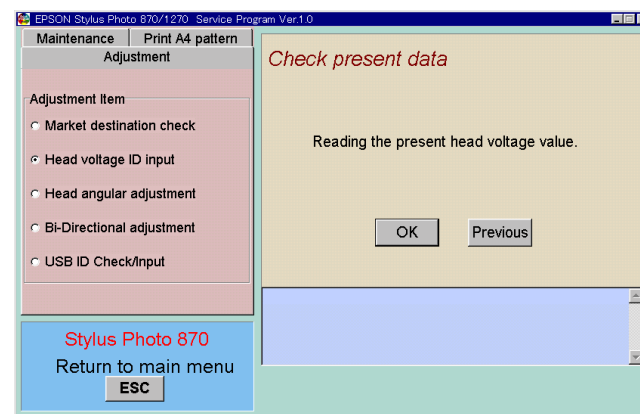 EPSON Stylus Photo 870/1270 Service Program Ver.1.0
Maintenance
Print A4 pattern
Adjustment
Adjustment Item
Market destination check
Head voltage ID input
Head angular adjustment
Bi-Directional adjustment
USB ID Check/Input
Stylus Photo 870
Return to main menu
ESC
Check present data
Reading the present head voltage value.
OK
Previous